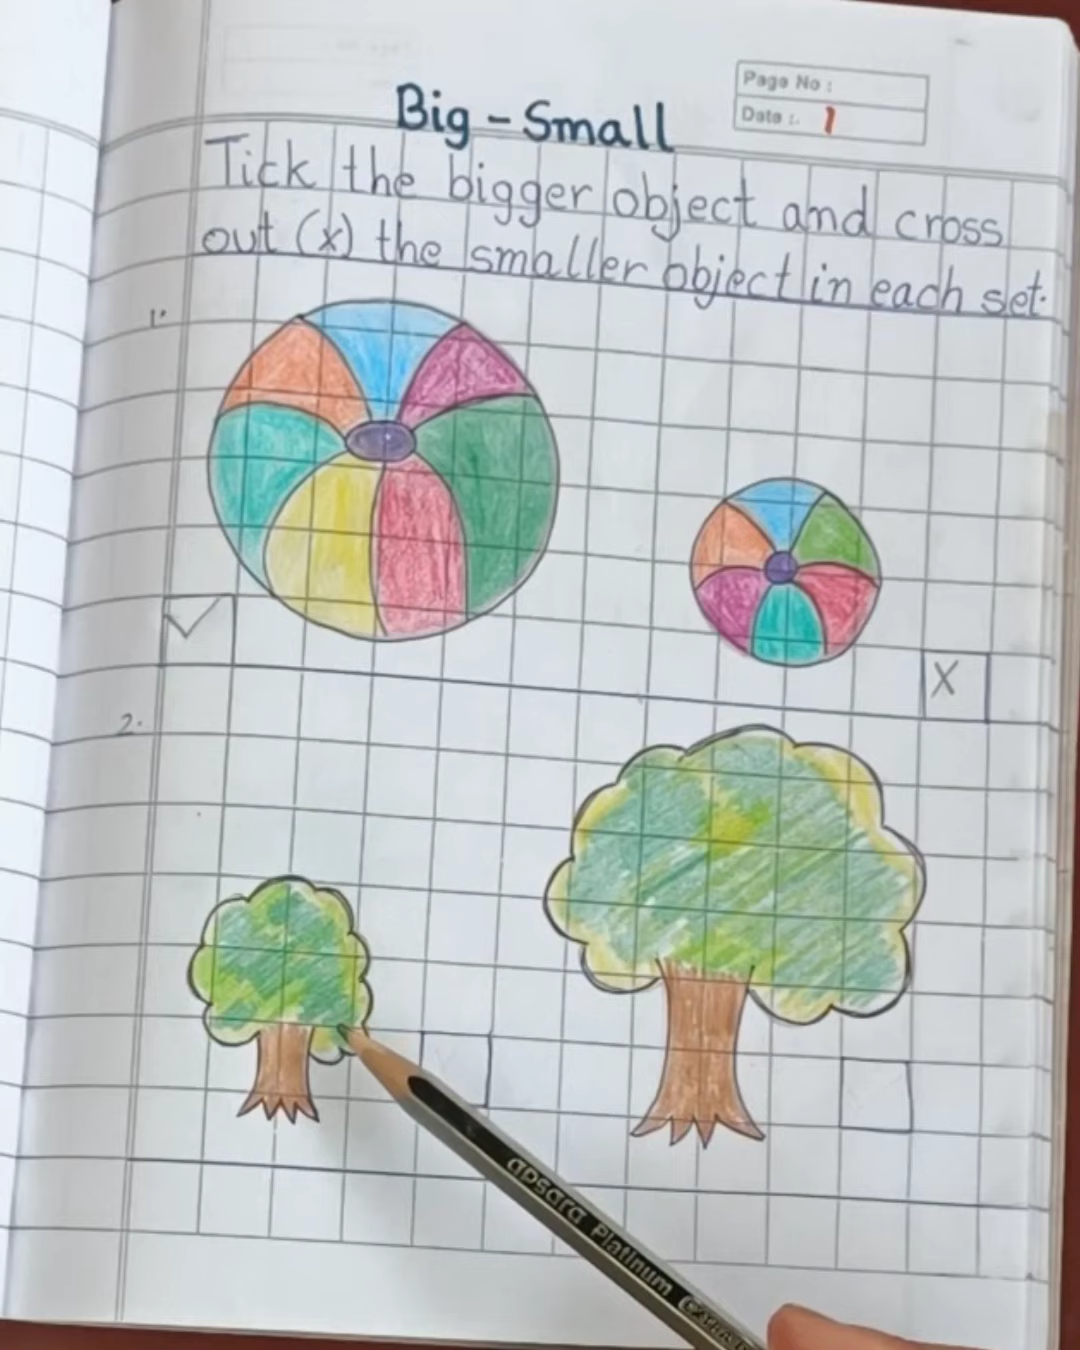 Page No :
Date :. 1
Big - Small
Tick the bigger object and cross
out (x) the smaller object in each set.
1.
✓
X
2.
apsara Platinum